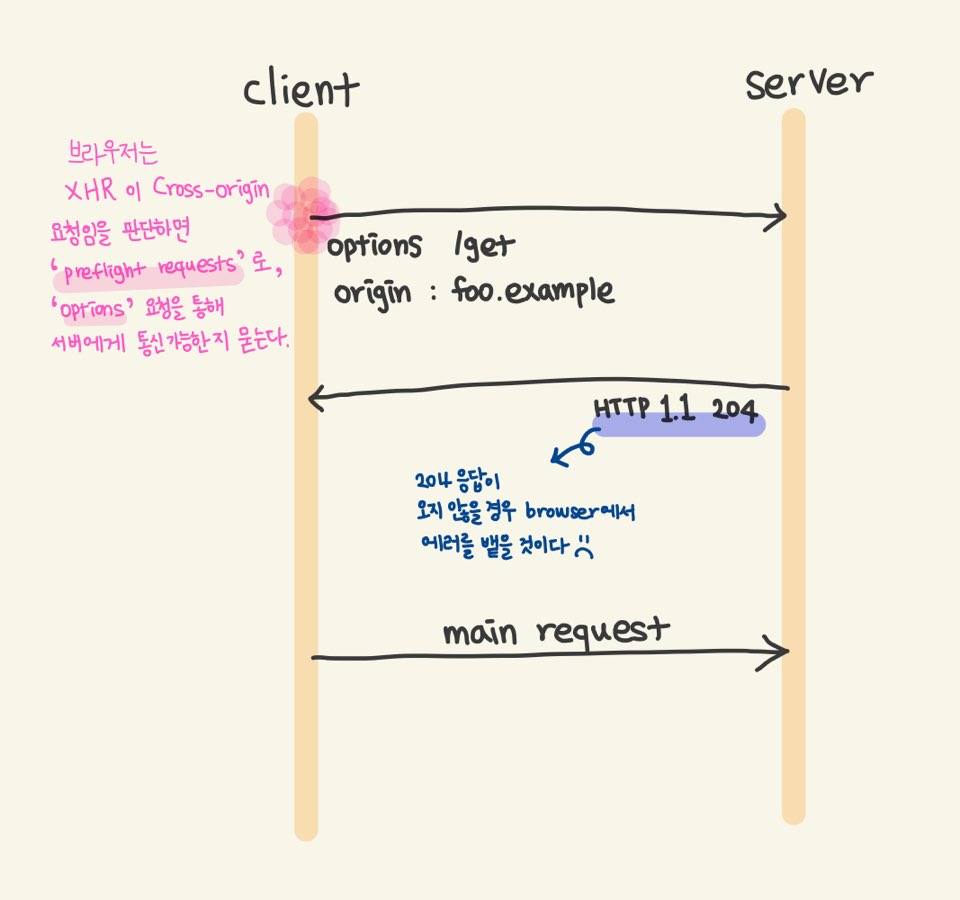 client
server
브라우저는
XHR 이 Cross-origin
요청임을 판단하면
'preflight requests'로,
'options' 요청을 통해
서버에게 통신가능한지 묻는다.
options /get
origin : foo.example
HTTP 1.1 204
204 응답이
오지 않을 경우 browser에서
에러를 뱉을 것이다
main request